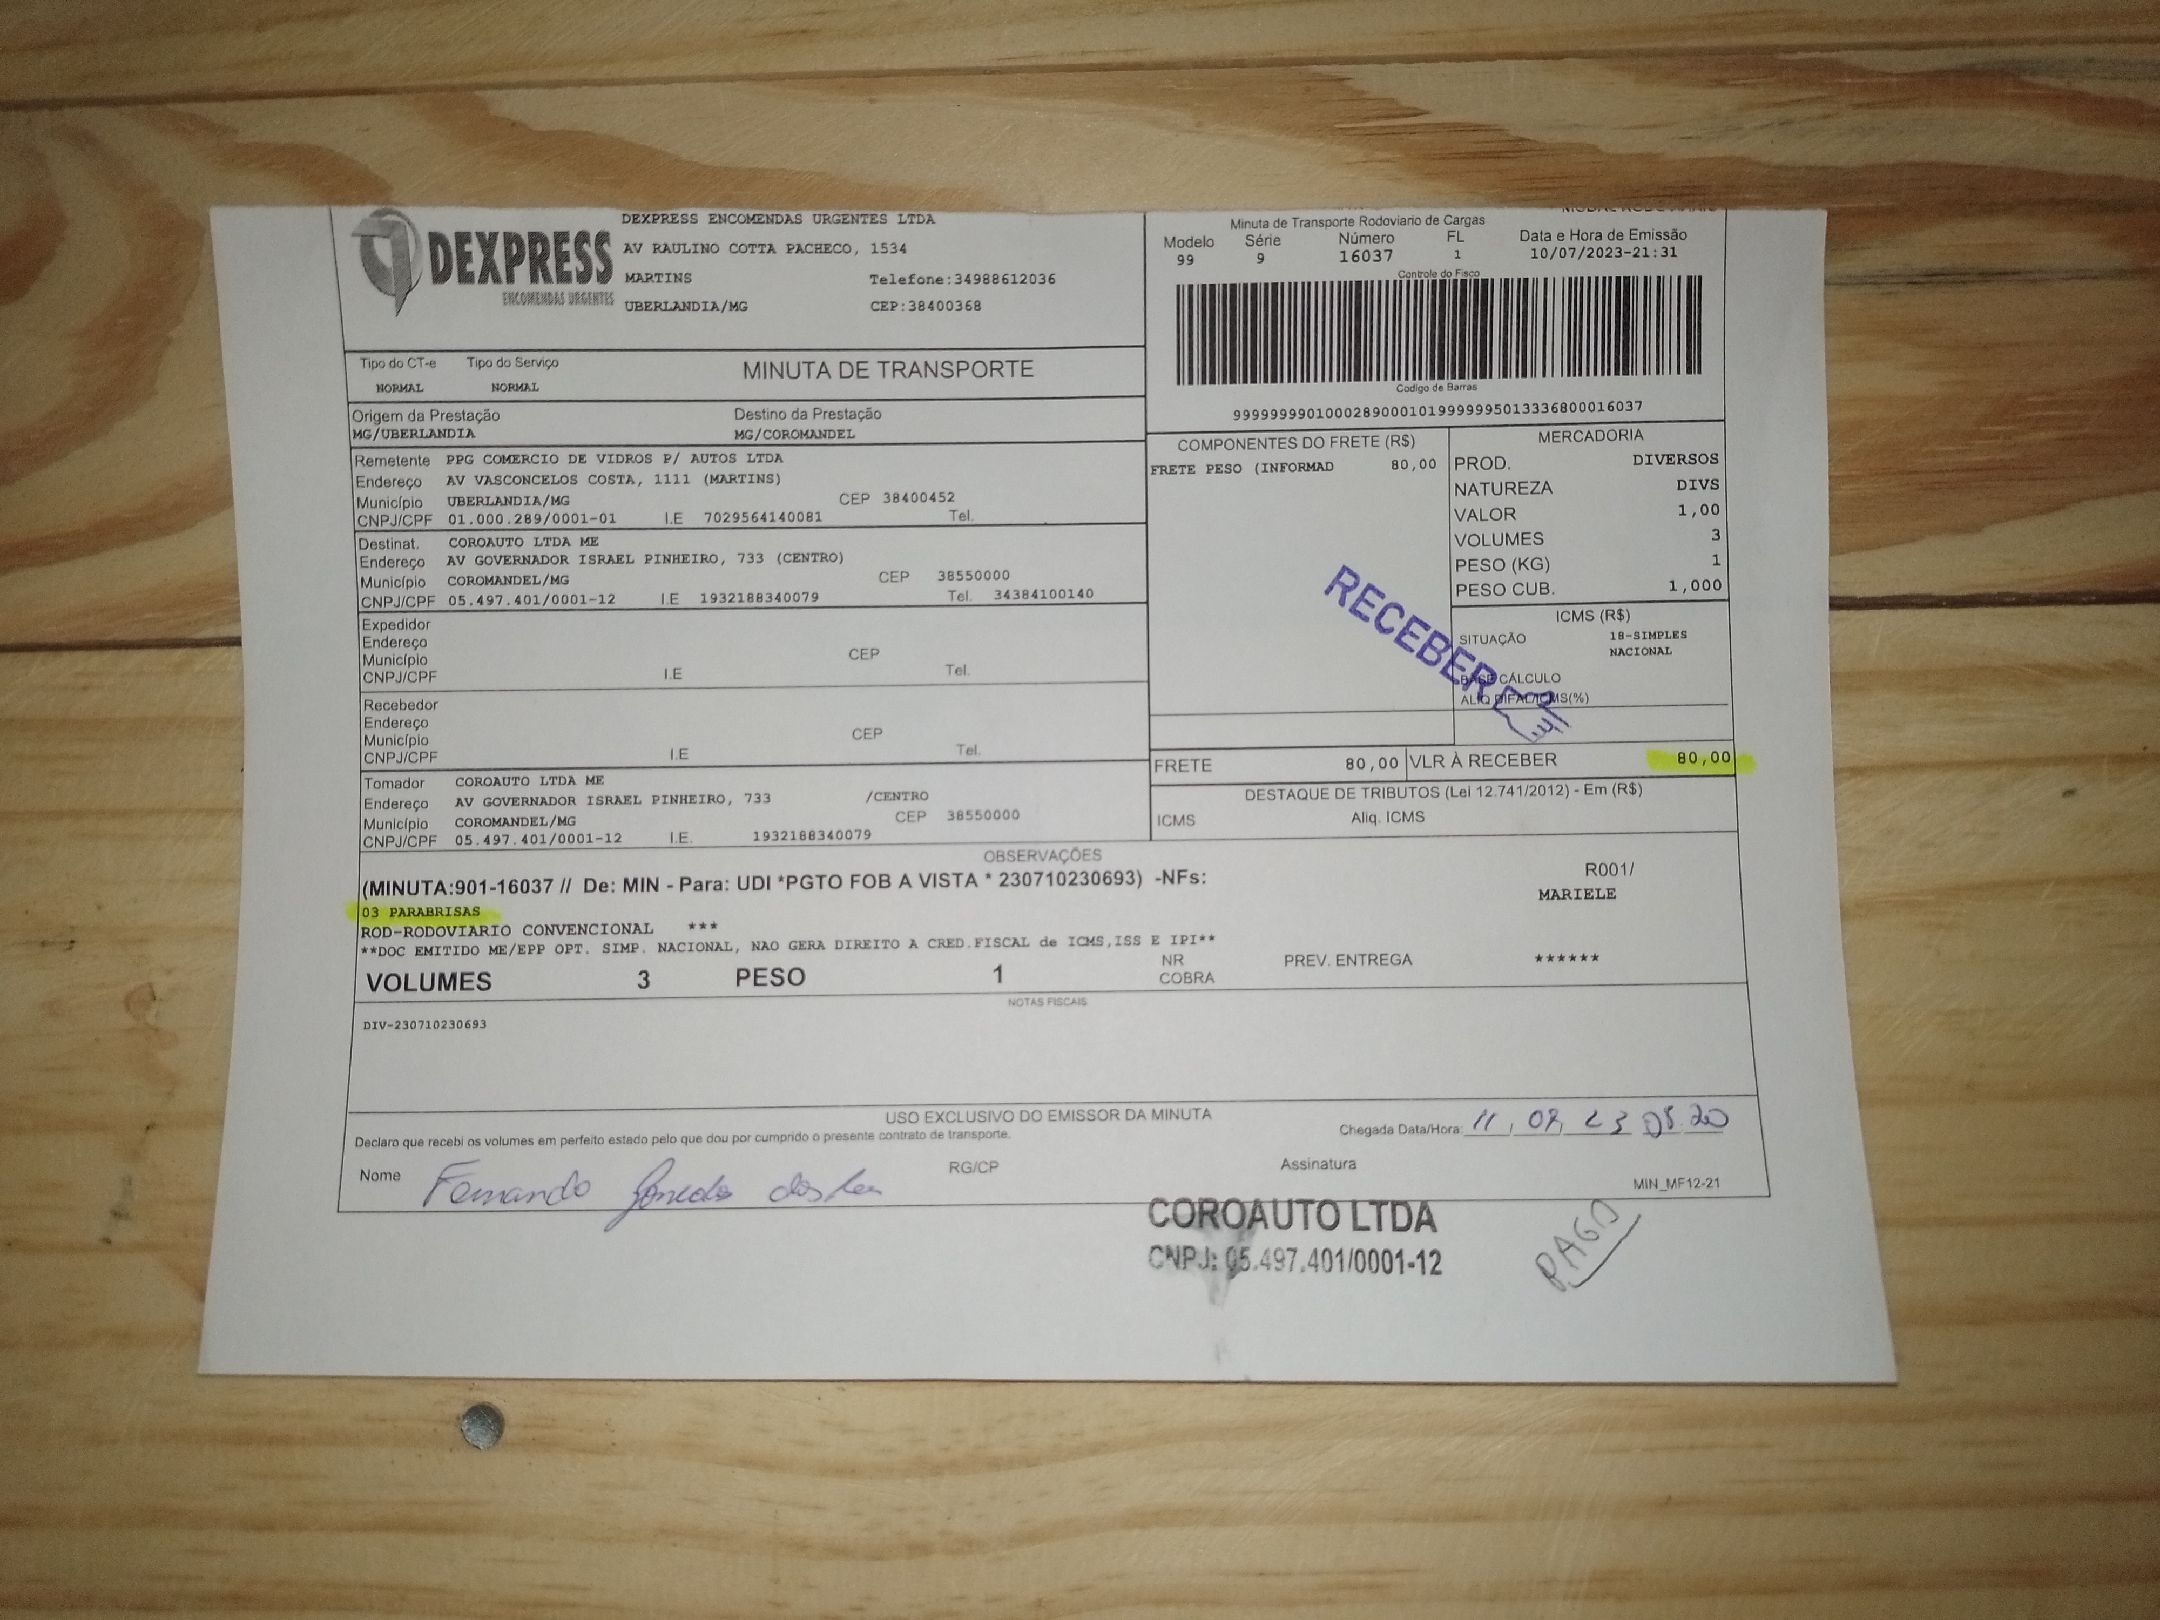 DEXPRESS
ENCOMENDAS URGENTES
DEXPRESS ENCOMENDAS URGENTES LTDA
AV RAULINO COTTA PACHECO, 1534
MARTINS Telefone:34988612036
UBERLANDIA/MG CEP:38400368
Minuta de Transporte Rodoviario de Cargas
Modelo Série Número FL Data e Hora de Emissão
99 9 16037 1 10/07/2023-21:31
Controle do Fisco
Codigo de Barras
Tipo do CT-e Tipo do Serviço MINUTA DE TRANSPORTE
NORMAL NORMAL
Origem da Prestação Destino da Prestação
MG/UBERLANDIA MG/COROMANDEL
Remetente PPG COMERCIO DE VIDROS P/ AUTOS LTDA
Endereço AV VASCONCELOS COSTA, 1111 (MARTINS)
Município UBERLANDIA/MG CEP 38400452
CNPJ/CPF 01.000.289/0001-01 I.E 7029564140081 Tel.
Destinat. COROAUTO LTDA ME
Endereço AV GOVERNADOR ISRAEL PINHEIRO, 733 (CENTRO)
Município COROMANDEL/MG CEP 38550000
CNPJ/CPF 05.497.401/0001-12 I.E 1932188340079 Tel. 34384100140
Expedidor
Endereço
Município CEP
CNPJ/CPF I.E Tel.
Recebedor
Endereço
Município CEP
CNPJ/CPF I.E Tel.
Tomador COROAUTO LTDA ME
Endereço AV GOVERNADOR ISRAEL PINHEIRO, 733 /CENTRO
Município COROMANDEL/MG CEP 38550000
CNPJ/CPF 05.497.401/0001-12 I.E. 1932188340079
COMPONENTES DO FRETE (R$)
FRETE PESO (INFORMAD 80,00
MERCADORIA
PROD. DIVERSOS
NATUREZA DIVS
VALOR 1,00
VOLUMES 3
PESO (KG) 1
PESO CUB. 1,000
ICMS (R$)
SITUAÇÃO 18-SIMPLES
NACIONAL
BASE CÁLCULO
ALIQ DIFAL/ICMS(%)
RECEBER
FRETE 80,00 VLR À RECEBER 80,00
DESTAQUE DE TRIBUTOS (Lei 12.741/2012) - Em (R$)
ICMS Aliq. ICMS
OBSERVAÇÕES
(MINUTA:901-16037 // De: MIN - Para: UDI *PGTO FOB A VISTA * 230710230693) -NFs:
R001/
MARIELE
03 PARABRISAS
ROD-RODOVIARIO CONVENCIONAL ***
**DOC EMITIDO ME/EPP OPT. SIMP. NACIONAL, NAO GERA DIREITO A CRED.FISCAL de ICMS,ISS E IPI**
VOLUMES 3 PESO 1 NR COBRA PREV. ENTREGA ******
NOTAS FISCAIS
DIV-230710230693
USO EXCLUSIVO DO EMISSOR DA MINUTA
Declaro que recebi os volumes em perfeito estado pelo que dou por cumprido o presente contrato de transporte.
Chegada Data/Hora:
Nome Fernando RG/CP Assinatura
MIN_MF12-21
COROAUTO LTDA
CNPJ: 05.497.401/0001-12
PAGO